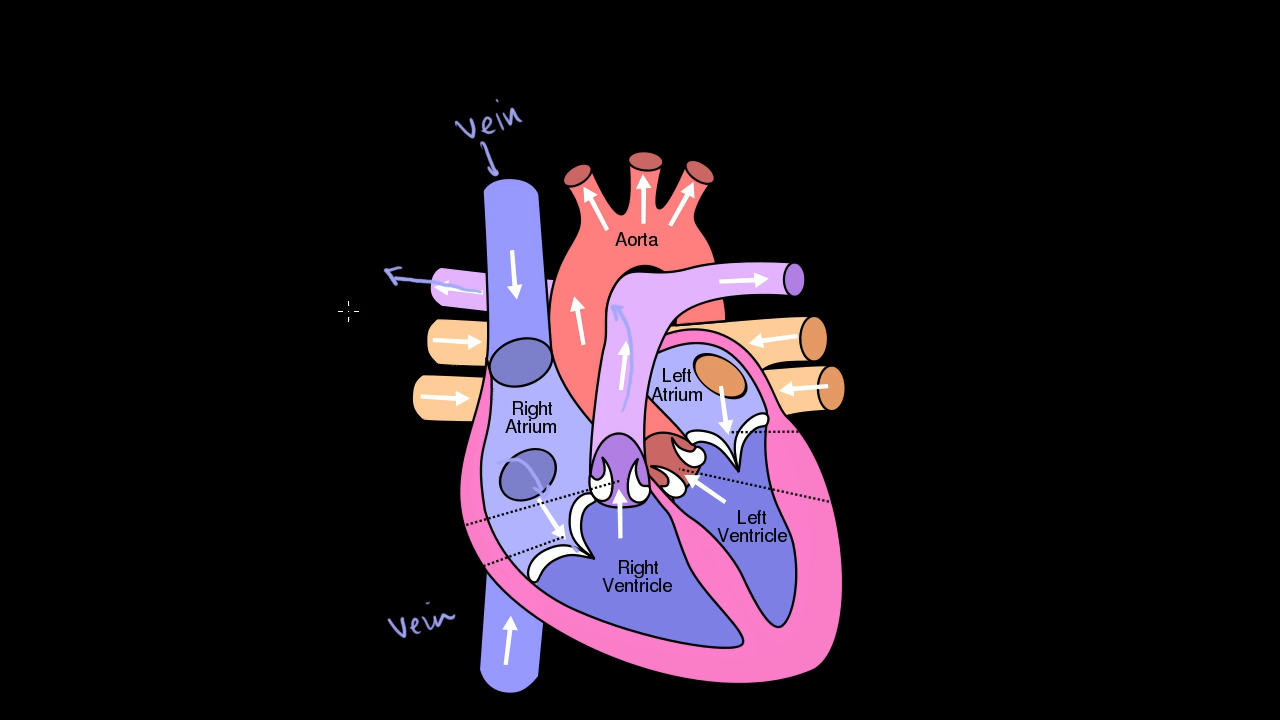 vein
Aorta
Left
Atrium
Right
Atrium
Left
Ventricle
Right
Ventricle
vein